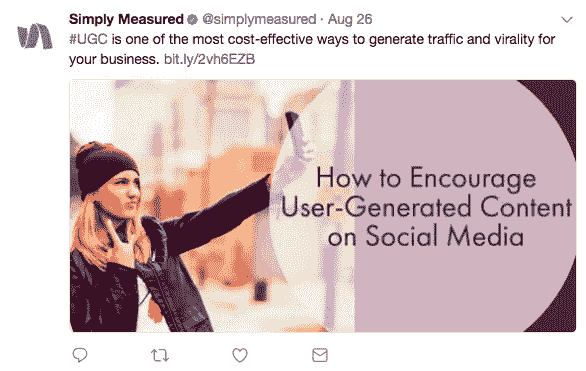 Simply Measured @simplymeasured · Aug 26
#UGC is one of the most cost-effective ways to generate traffic and virality for
your business. bit.ly/2vh6EZB
How to Encourage
User-Generated Content
on Social Media